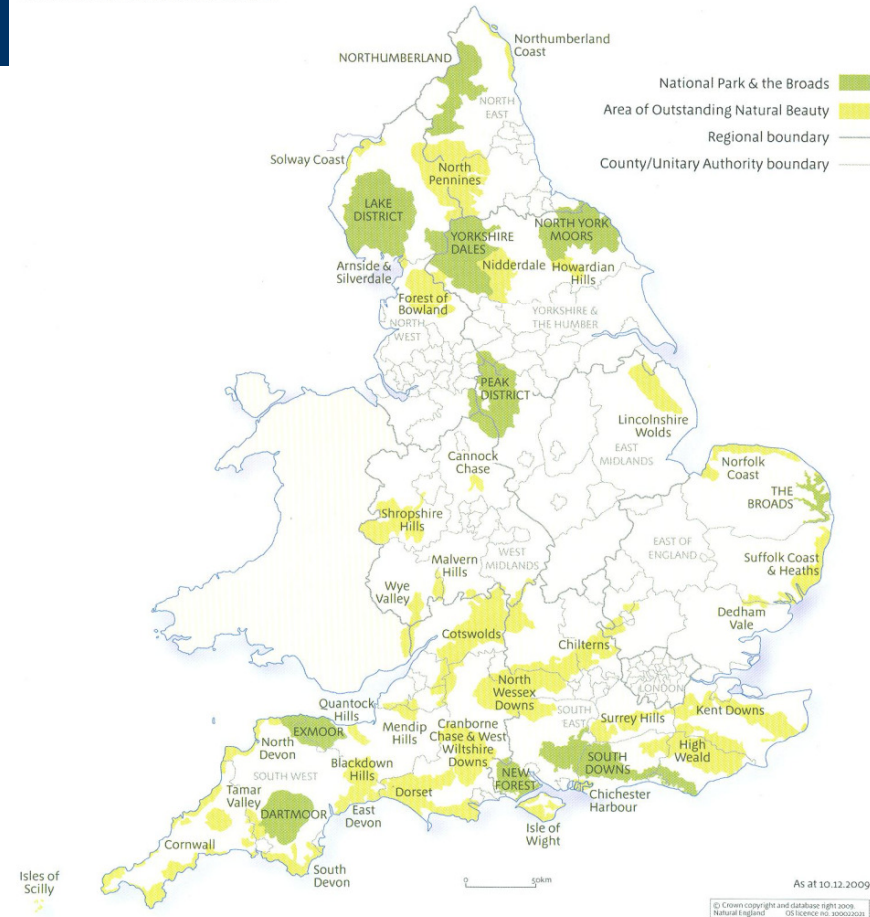 Northumberland
Coast
NORTHUMBERLAND
National Park & the Broads
Area of Outstanding Natural Beauty
Regional boundary
County/Unitary Authority boundary
NORTH
EAST
Solway Coast
North
Pennines
LAKE
DISTRICT
NORTH YORK
MOORS
YORKSHIRE
DALES
Nidderdale
Howardian
Hills
Arnside &
Silverdale
Forest of
Bowland
NORTH
WEST
YORKSHIRE &
THE HUMBER
PEAK
DISTRICT
Lincolnshire
Wolds
EAST
MIDLANDS
Cannock
Chase
Norfolk
Coast
THE
BROADS
Shropshire
Hills
EAST OF
ENGLAND
WEST
MIDLANDS
Malvern
Hills
Suffolk Coast
& Heaths
Wye
Valley
Dedham
Vale
Cotswolds
Chilterns
North
Wessex
Downs
LONDON
Quantock
Hills
EXMOOR
North
Devon
Mendip
Hills
Cranborne
Chase & West
Wiltshire
Downs
SOUTH
EAST
Surrey Hills
Kent Downs
High
Weald
SOUTH
DOWNS
Blackdown
Hills
NEW
FOREST
SOUTH WEST
Tamar
Valley
Dorset
Chichester
Harbour
DARTMOOR
East
Devon
Isle of
Wight
Cornwall
South
Devon
Isles of
Scilly
0 50km
As at 10.12.2009
© Crown copyright and database right 2009.
Natural England OS licence no. 100022021